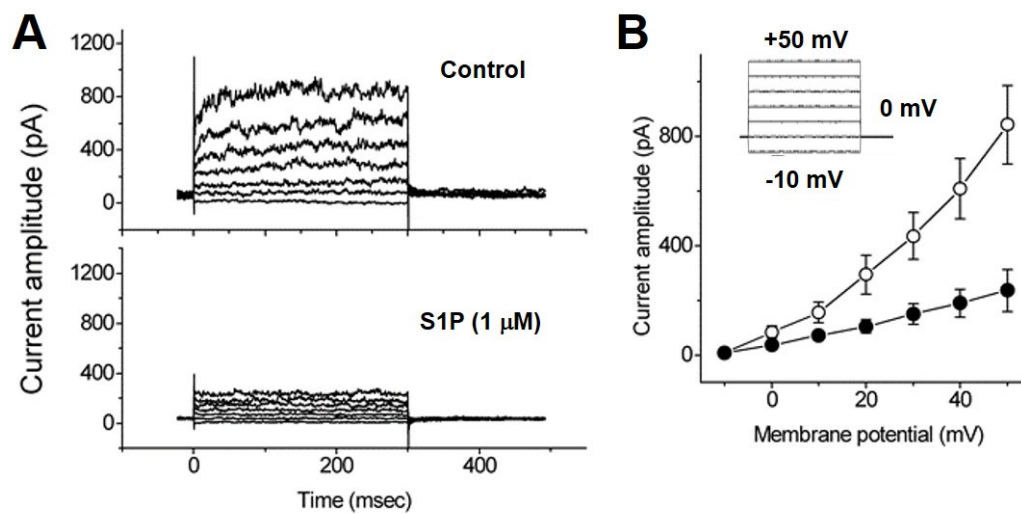 A
1200
800
400
0
Control
1200
800
400
0
S1P (1 μM)
Current amplitude (pA)
0
200
400
Time (msec)
B
+50 mV
0 mV
-10 mV
800
400
0
Current amplitude (pA)
0
20
40
Membrane potential (mV)